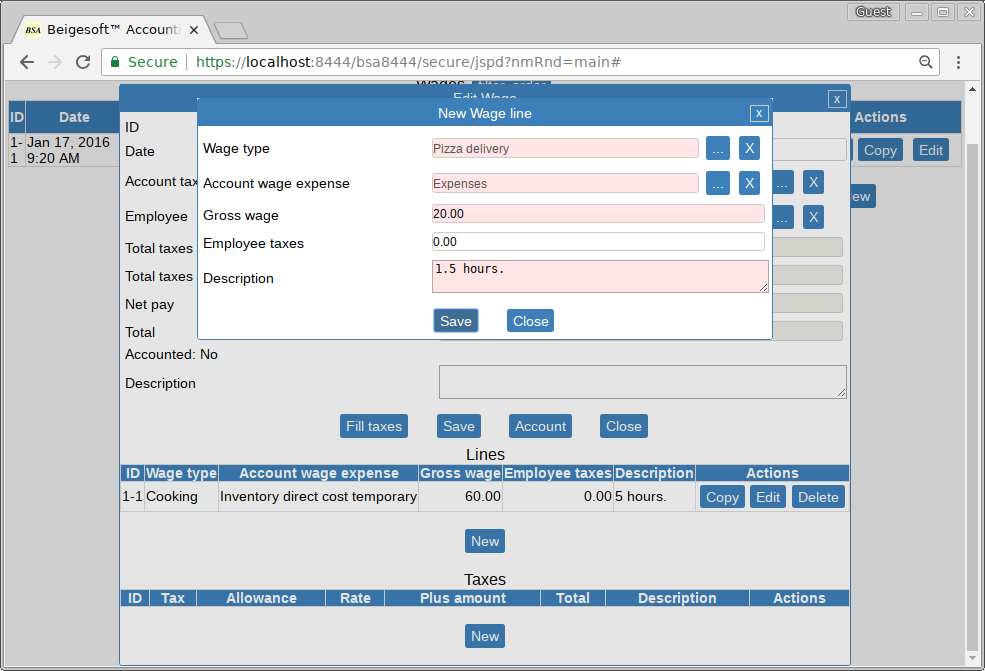 Guest
BSA Beigesoft™ Accounti
Secure https://localhost:8444/bsa8444/secure/jspd?nmRnd=main#
Wages
Edit Wage x
ID Date Actions
1-1 Jan 17, 2016 9:20 AM Copy Edit
New Wage line x
ID
Date
Account tax
Employee
Total taxes
Total taxes
Net pay
Total
Wage type Pizza delivery ... X
Account wage expense Expenses ... X
Gross wage 20.00
Employee taxes 0.00
Description 1.5 hours.
Save Close
... X
... X
ew
Accounted: No
Description
Fill taxes Save Account Close
Lines
ID Wage type Account wage expense Gross wage Employee taxes Description Actions
1-1 Cooking Inventory direct cost temporary 60.00 0.00 5 hours. Copy Edit Delete
New
Taxes
ID Tax Allowance Rate Plus amount Total Description Actions
New